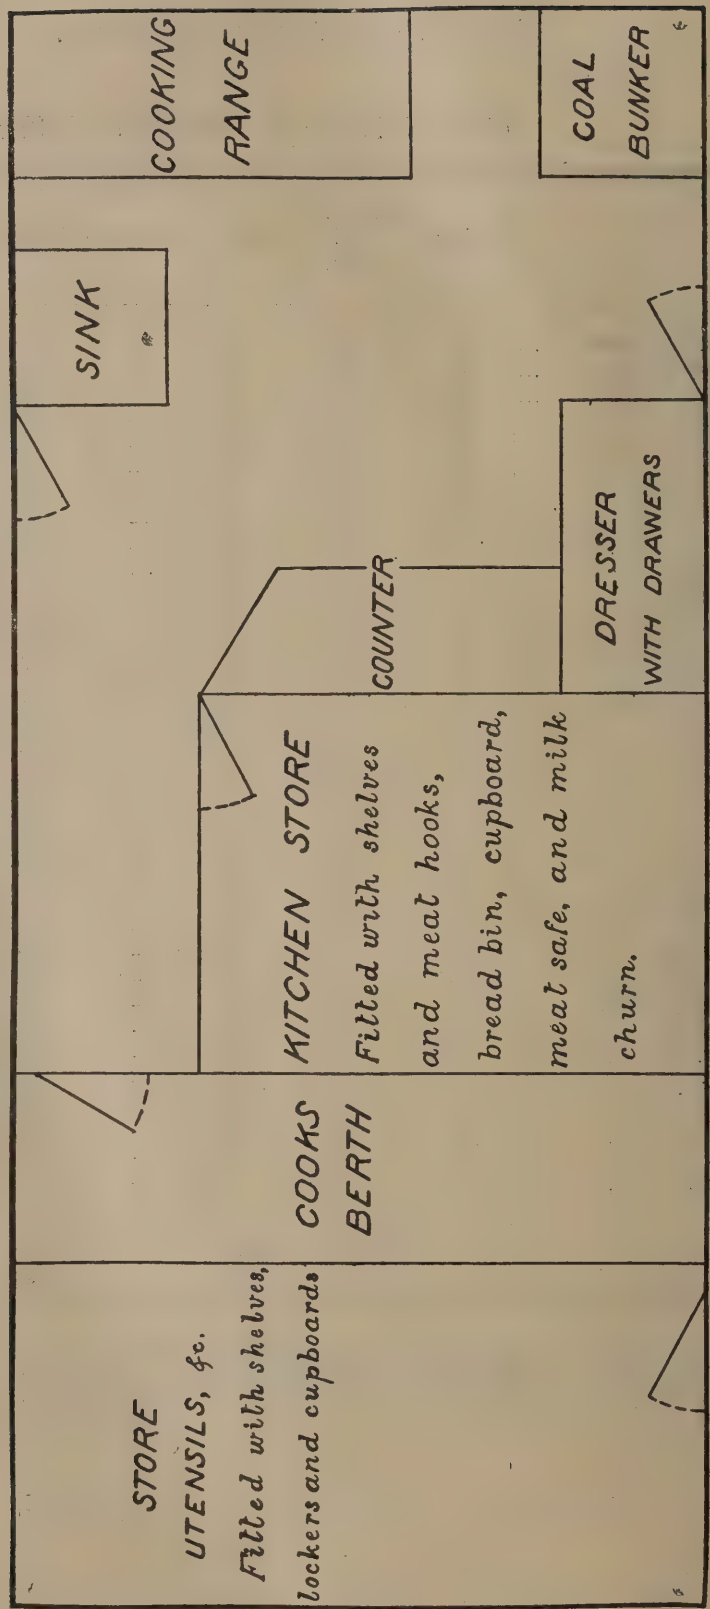 STORE
UTENSILS, &c.
Fitted with shelves,
lockers and cupboards
COOKS
BERTH
KITCHEN STORE
Fitted with shelves
and meat hooks,
bread bin, cupboard,
meat safe, and milk
churn.
COUNTER
DRESSER
WITH DRAWERS
SINK
COOKING
RANGE
COAL
BUNKER